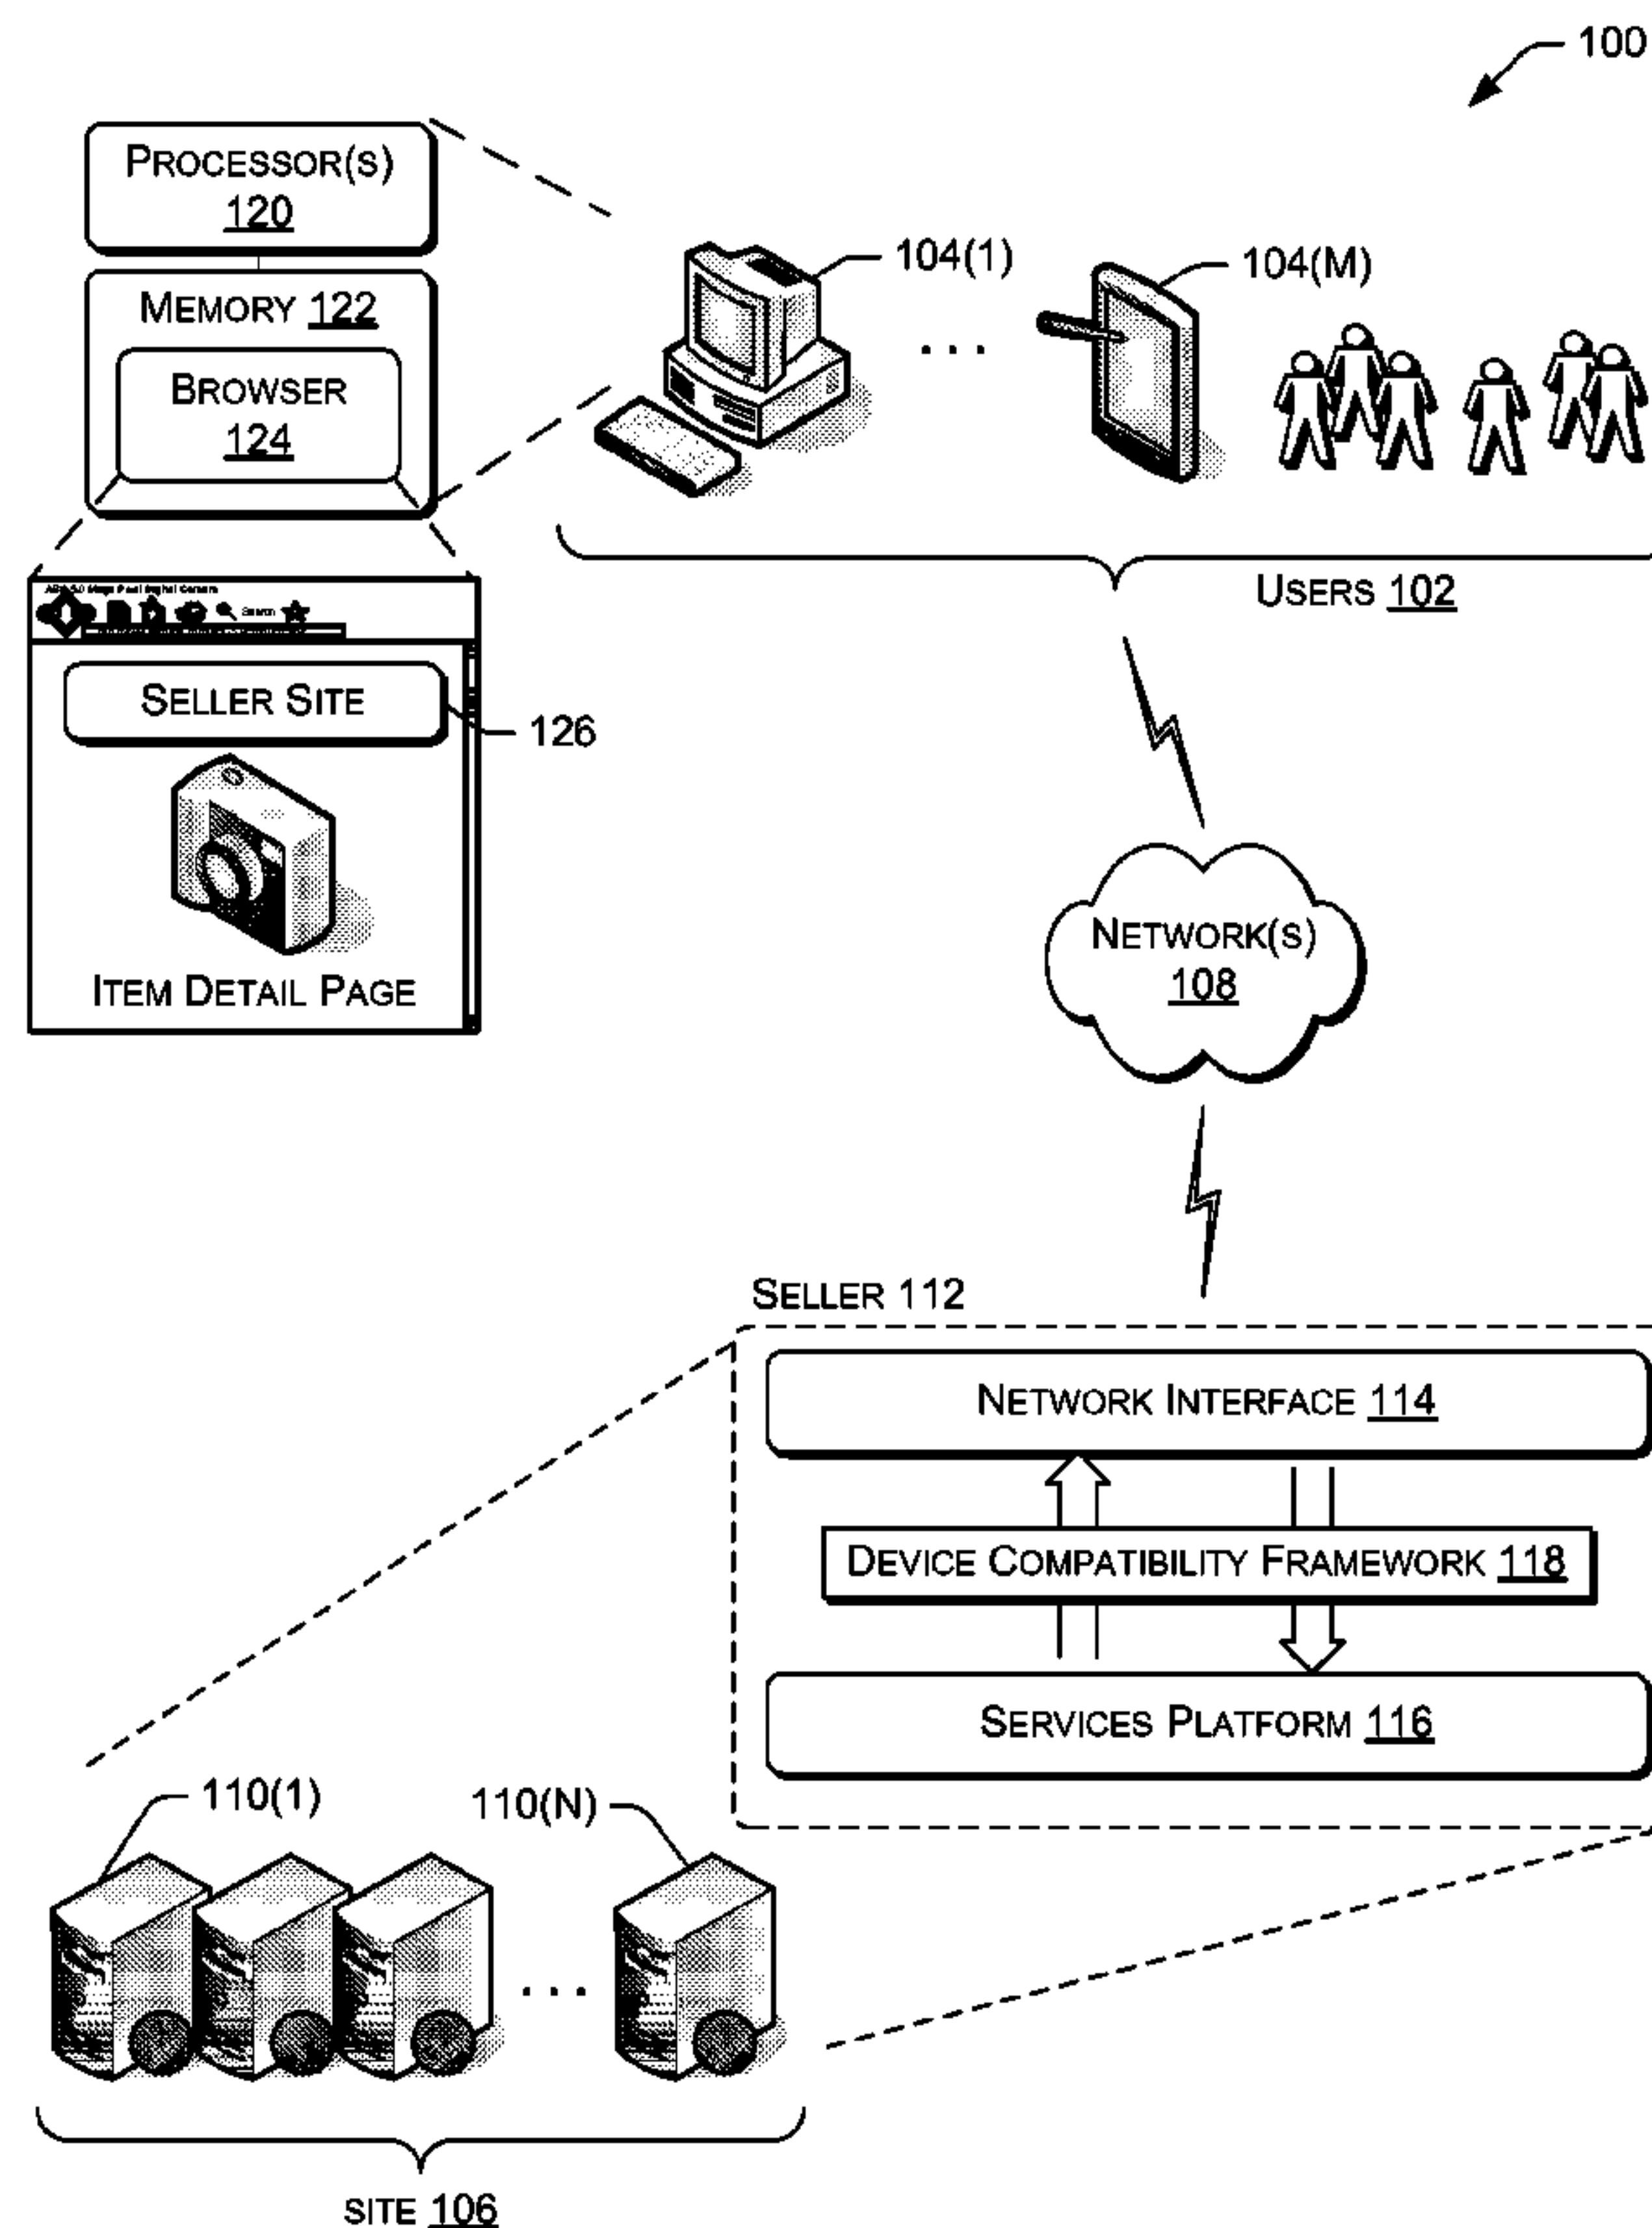 100
PROCESSOR(S)
120
104(1)
104(M)
MEMORY 122
BROWSER
124
USERS 102
Search
SELLER SITE
126
ITEM DETAIL PAGE
NETWORK(S)
108
SELLER 112
NETWORK INTERFACE 114
DEVICE COMPATIBILITY FRAMEWORK 118
SERVICES PLATFORM 116
110(1)
110(N)
...
SITE 106